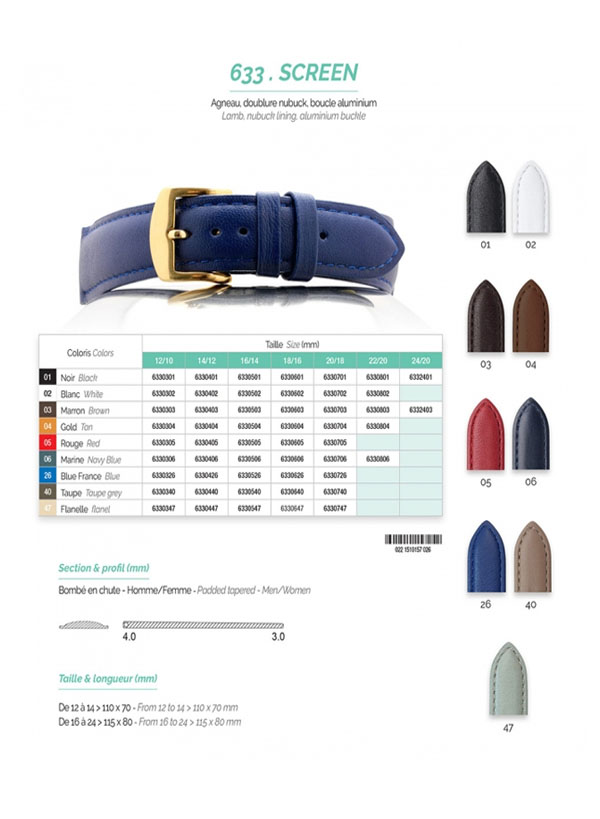 633 . SCREEN
Agneau, doublure nubuck, boucle aluminium
Lamb, nubuck lining, aluminium buckle
01 02
03 04
05 06
26 40
47
Coloris Colors Taille Size (mm)
12/10 14/12 16/14 18/16 20/18 22/20 24/20
01 Noir Black 6330301 6330401 6330501 6330601 6330701 6330801 6332401
02 Blanc White 6330302 6330402 6330502 6330602 6330702 6330802
03 Marron Brown 6330303 6330403 6330503 6330603 6330703 6330803 6332403
04 Gold Tan 6330304 6330404 6330504 6330604 6330704 6330804
05 Rouge Red 6330305 6330405 6330505 6330605 6330705
06 Marine Navy Blue 6330306 6330406 6330506 6330606 6330706 6330806
26 Blue France Blue 6330326 6330426 6330526 6330626 6330726
40 Taupe Taupe grey 6330340 6330440 6330540 6330640 6330740
47 Flanelle flanel 6330347 6330447 6330547 6330647 6330747
022 1510157 026
Section & profil (mm)
Bombé en chute - Homme/Femme - Padded tapered - Men/Women
4.0 3.0
Taille & longueur (mm)
De 12 à 14 > 110 x 70 - From 12 to 14 > 110 x 70 mm
De 16 à 24 > 115 x 80 - From 16 to 24 > 115 x 80 mm